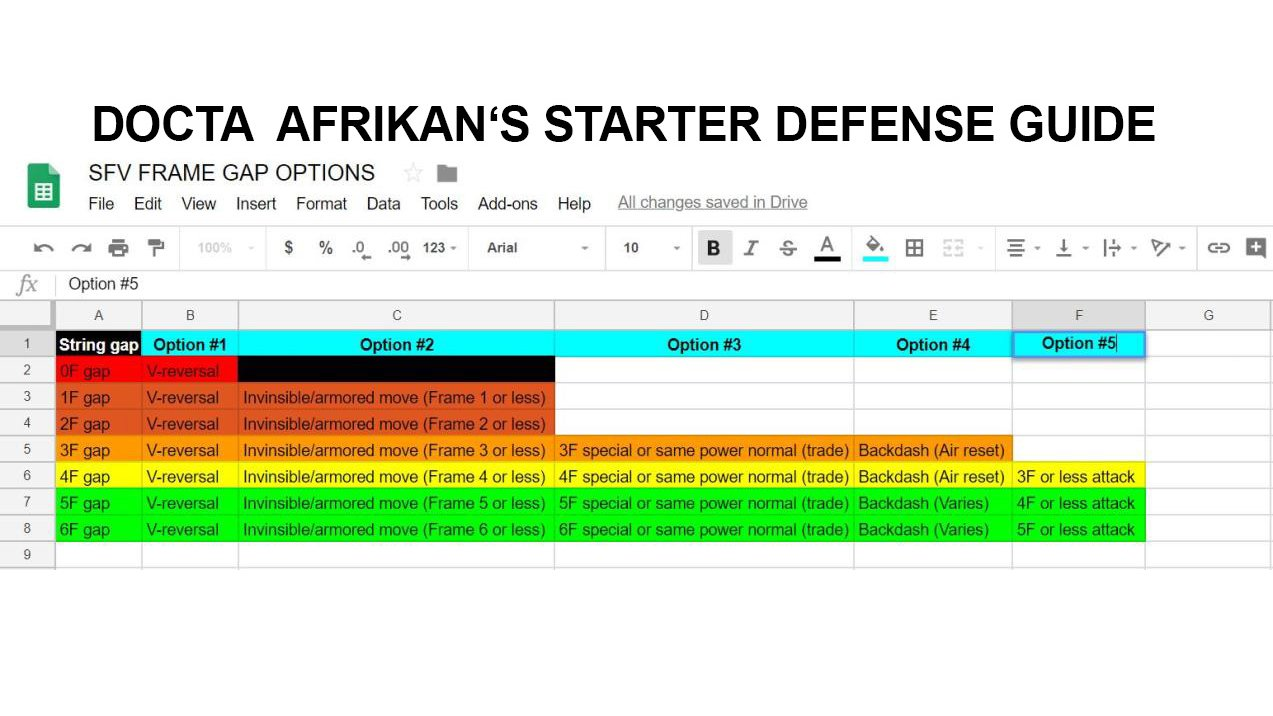 DOCTA AFRIKAN‘S STARTER DEFENSE GUIDE
SFV FRAME GAP OPTIONS
File Edit View Insert Format Data Tools Add-ons Help All changes saved in Drive
100% $ % .0 .00 123 Arial 10 B I S A
fx Option #5
A B C D E F G
1 String gap Option #1 Option #2 Option #3 Option #4 Option #5
2 0F gap V-reversal
3 1F gap V-reversal Invinsible/armored move (Frame 1 or less)
4 2F gap V-reversal Invinsible/armored move (Frame 2 or less)
5 3F gap V-reversal Invinsible/armored move (Frame 3 or less) 3F special or same power normal (trade) Backdash (Air reset)
6 4F gap V-reversal Invinsible/armored move (Frame 4 or less) 4F special or same power normal (trade) Backdash (Air reset) 3F or less attack
7 5F gap V-reversal Invinsible/armored move (Frame 5 or less) 5F special or same power normal (trade) Backdash (Varies) 4F or less attack
8 6F gap V-reversal Invinsible/armored move (Frame 6 or less) 6F special or same power normal (trade) Backdash (Varies) 5F or less attack
9